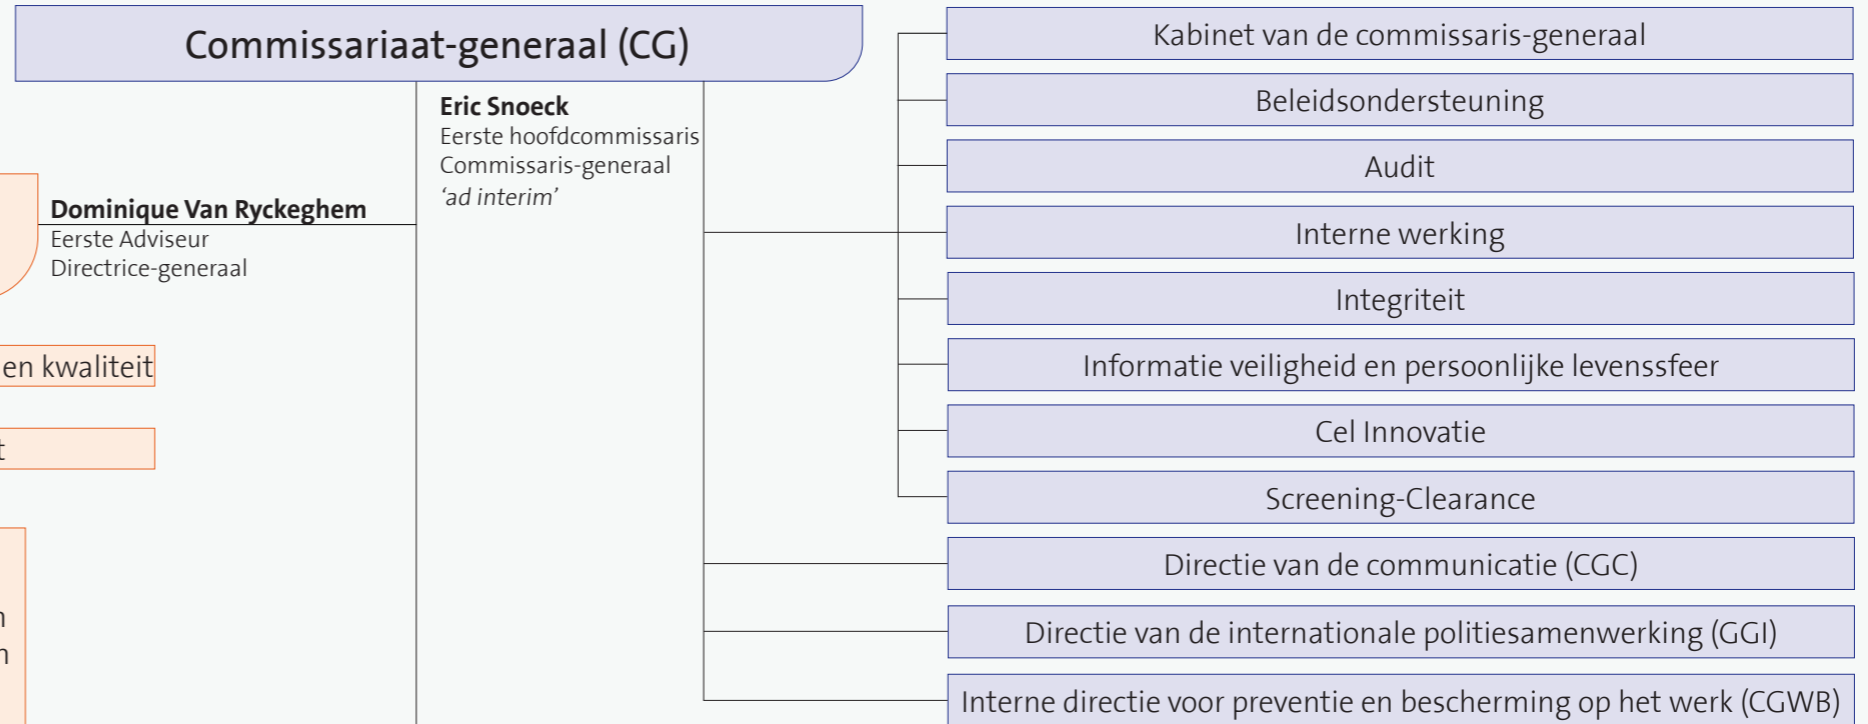 Commissariaat-generaal (CG)
Eric Snoeck
Eerste hoofdcommissaris
Commissaris-generaal
‘ad interim’
Dominique Van Ryckeghem
Eerste Adviseur
Directrice-generaal
en kwaliteit
t
n
n
Kabinet van de commissaris-generaal
Beleidsondersteuning
Audit
Interne werking
Integriteit
Informatie veiligheid en persoonlijke levenssfeer
Cel Innovatie
Screening-Clearance
Directie van de communicatie (CGC)
Directie van de internationale politiesamenwerking (GGI)
Interne directie voor preventie en bescherming op het werk (CGWB)